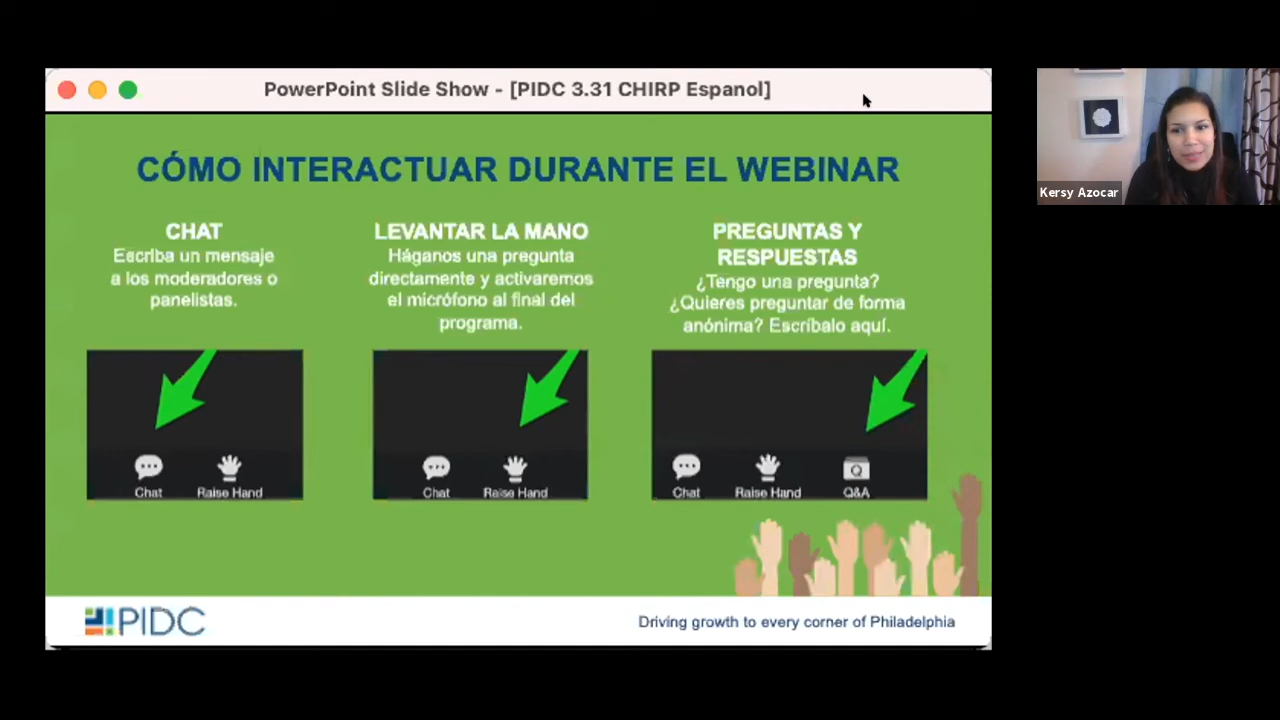 PowerPoint Slide Show - [PIDC 3.31 CHIRP Espanol]
Kersy Azocar
CÓMO INTERACTUAR DURANTE EL WEBINAR
CHAT
Escriba un mensaje
a los moderadores o
panelistas.
LEVANTAR LA MANO
Háganos una pregunta
directamente y activaremos
el micrófono al final del
programa.
PREGUNTAS Y
RESPUESTAS
¿Tengo una pregunta?
¿Quieres preguntar de forma
anónima? Escríbalo aquí.
Chat
Raise Hand
Chat
Raise Hand
Chat
Raise Hand
Q
Q&A
PIDC
Driving growth to every corner of Philadelphia